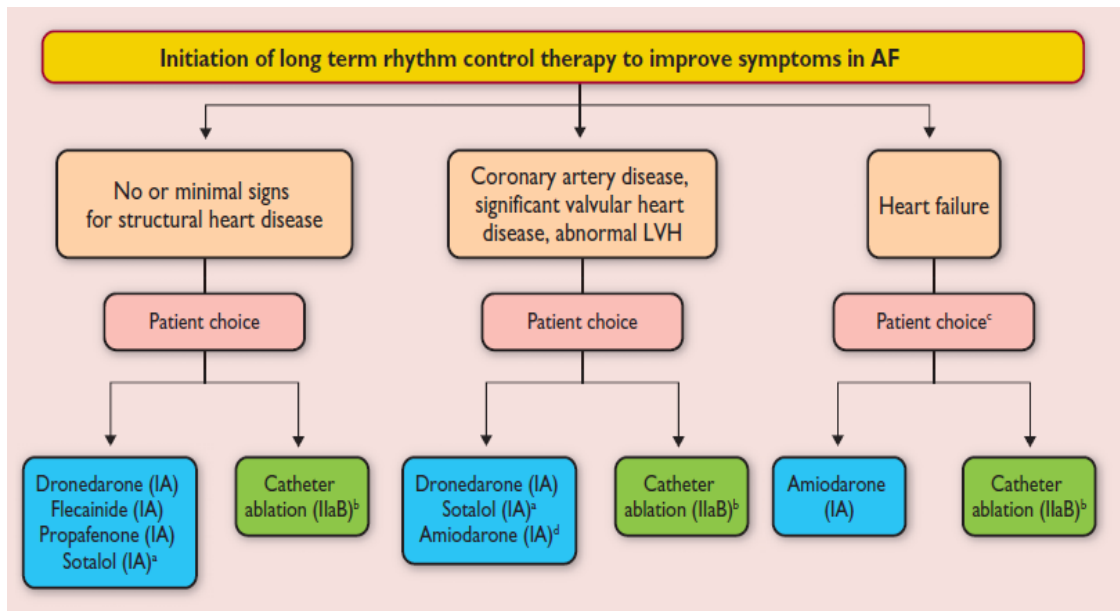 Initiation of long term rhythm control therapy to improve symptoms in AF
No or minimal signs
for structural heart disease
Coronary artery disease,
significant valvular heart
disease, abnormal LVH
Heart failure
Patient choice
Patient choice
Patient choiceᶜ
Dronedarone (IA)
Flecainide (IA)
Propafenone (IA)
Sotalol (IA)ᵃ
Catheter
ablation (IIaB)ᵇ
Dronedarone (IA)
Sotalol (IA)ᵃ
Amiodarone (IA)ᵈ
Catheter
ablation (IIaB)ᵇ
Amiodarone
(IA)
Catheter
ablation (IIaB)ᵇ